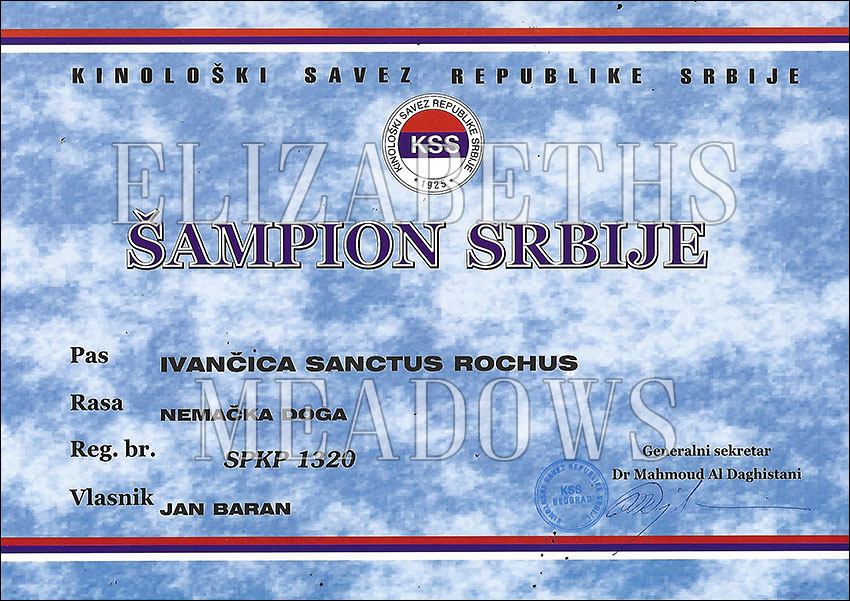 KINOLOŠKI SAVEZ REPUBLIKE SRBIJE
KINOLOŠKI SAVEZ REPUBLIKE SRBIJE
KSS
1925
ELIZABETHS
ŠAMPION SRBIJE
Pas IVANČICA SANCTUS ROCHUS
MEADOWS
Rasa NEMAČKA DOGA
Reg. br. SPKP 1320
Generalni sekretar
Dr Mahmoud Al Daghistani
Vlasnik JAN BARAN
KSS
BEOGRAD